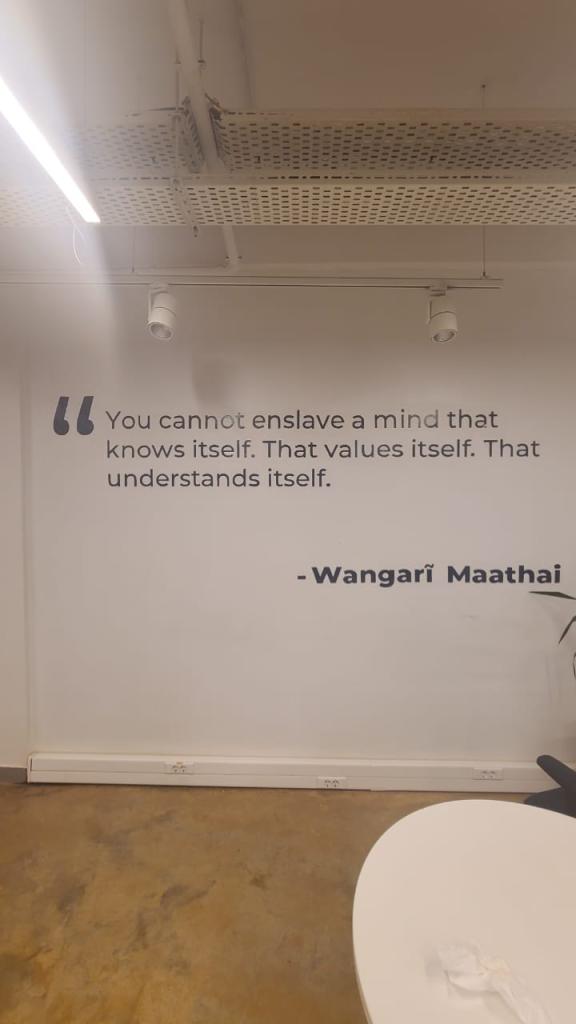 “ You cannot enslave a mind that
knows itself. That values itself. That
understands itself.
- Wangarĩ Maathai